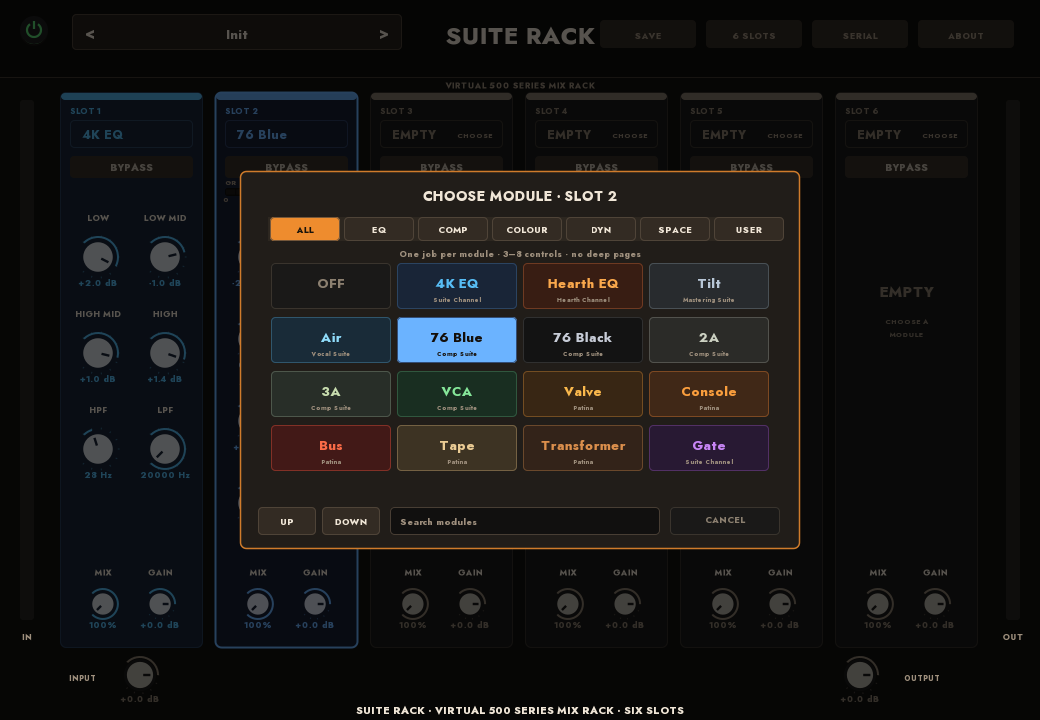 < Init > SUITE RACK SAVE 6 SLOTS SERIAL ABOUT
VIRTUAL 500 SERIES MIX RACK
SLOT 1 SLOT 2 SLOT 3 SLOT 4 SLOT 5 SLOT 6
4K EQ 76 Blue EMPTY CHOOSE EMPTY CHOOSE EMPTY CHOOSE EMPTY CHOOSE
BYPASS BYPASS BYPASS BYPASS BYPASS BYPASS
GR
0
CHOOSE MODULE · SLOT 2
ALL EQ COMP COLOUR DYN SPACE USER
One job per module · 3–8 controls · no deep pages
OFF 4K EQ Hearth EQ Tilt
Suite Channel Hearth Channel Mastering Suite
Air 76 Blue 76 Black 2A
Vocal Suite Comp Suite Comp Suite Comp Suite
3A VCA Valve Console
Comp Suite Comp Suite Patina Patina
Bus Tape Transformer Gate
Patina Patina Patina Suite Channel
UP DOWN Search modules CANCEL
LOW LOW MID
+2.0 dB -1.0 dB
HIGH MID HIGH
+1.0 dB +1.4 dB
HPF LPF
28 Hz 20000 Hz
EMPTY
CHOOSE A
MODULE
MIX GAIN MIX GAIN MIX GAIN MIX GAIN MIX GAIN MIX GAIN
100% +0.0 dB 100% +0.0 dB 100% +0.0 dB 100% +0.0 dB 100% +0.0 dB 100% +0.0 dB
IN OUT
INPUT OUTPUT
+0.0 dB +0.0 dB
SUITE RACK · VIRTUAL 500 SERIES MIX RACK · SIX SLOTS